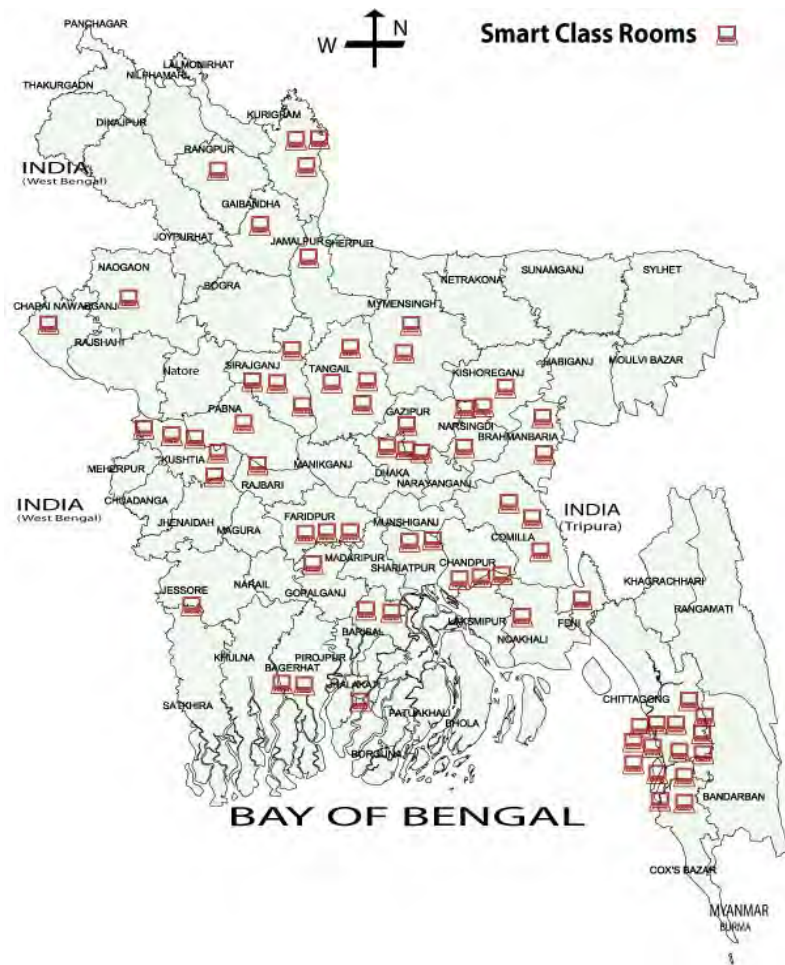 PANCHAGAR
N
W
Smart Class Rooms
LALMONIRHAT
NILPHAMARI
THAKURGADN
DINAJPUR
KURIGRAM
RANGPUR
INDIA
(West Bengal)
GAIBANDHA
JOYPURHAT
JAMALPUR
SHERPUR
NAOGAON
BOGRA
NETRAKONA
SUNAMGANJ
SYLHET
CHAPAI NAWABGANJ
MYMENSINGH
RAJSHAHI
Natore
SIRAJGANJ
TANGAIL
KISHOREGANJ
HABIGANJ
MOULVI BAZAR
PABNA
GAZIPUR
NARSINGDI
BRAHMANBARIA
MEHERPUR
KUSHTIA
MANIKGANJ
DHAKA
RAJBARI
NARAYANGANJ
CHUADANGA
INDIA
(West Bengal)
JHENAIDAH
MAGURA
FARIDPUR
MUNSHIGANJ
COMILLA
INDIA
(Tripura)
MADARIPUR
SHARIATPUR
CHANDPUR
JESSORE
NARAIL
GOPALGANJ
KHAGRACHHARI
RANGAMATI
LAKSMIPUR
FENI
BARISAL
NOAKHALI
KHULNA
PIROJPUR
BAGERHAT
JHALAKATI
SATKHIRA
PATUAKHALI
BHOLA
CHITTAGONG
BORGUNA
BANDARBAN
BAY OF BENGAL
COX'S BAZAR
MYANMAR
BURMA